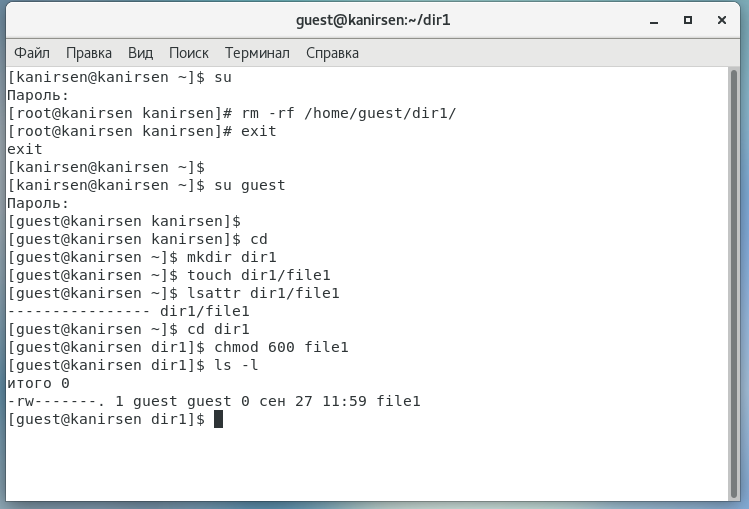 guest@kanirsen:~/dir1
Файл Правка Вид Поиск Терминал Справка
[kanirsen@kanirsen ~]$ su
Пароль:
[root@kanirsen kanirsen]# rm -rf /home/guest/dir1/
[root@kanirsen kanirsen]# exit
exit
[kanirsen@kanirsen ~]$
[kanirsen@kanirsen ~]$ su guest
Пароль:
[guest@kanirsen kanirsen]$
[guest@kanirsen kanirsen]$ cd
[guest@kanirsen ~]$ mkdir dir1
[guest@kanirsen ~]$ touch dir1/file1
[guest@kanirsen ~]$ lsattr dir1/file1
---------------- dir1/file1
[guest@kanirsen ~]$ cd dir1
[guest@kanirsen dir1]$ chmod 600 file1
[guest@kanirsen dir1]$ ls -l
итого 0
-rw-------. 1 guest guest 0 сен 27 11:59 file1
[guest@kanirsen dir1]$